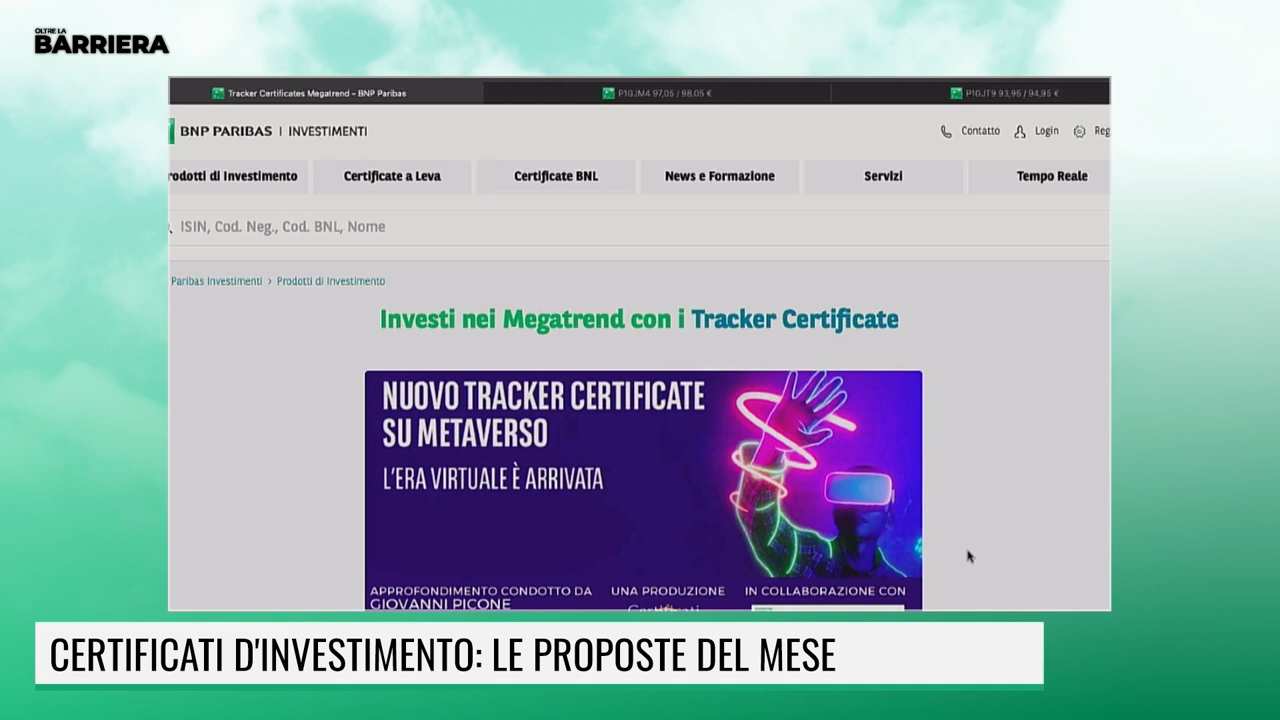 OLTRE LA
BARRIERA
Tracker Certificates Megatrend – BNP Paribas
P1GJM4 97,05 / 98,05 €
P1GJT9 93,95 / 94,95 €
BNP PARIBAS | INVESTIMENTI
Contatto
Login
Reg
rodotti di Investimento
Certificate a Leva
Certificate BNL
News e Formazione
Servizi
Tempo Reale
ISIN, Cod. Neg., Cod. BNL, Nome
Paribas Investimenti > Prodotti di Investimento
Investi nei Megatrend con i Tracker Certificate
NUOVO TRACKER CERTIFICATE
SU METAVERSO
L'ERA VIRTUALE È ARRIVATA
APPROFONDIMENTO CONDOTTO DA
GIOVANNI PICONE
UNA PRODUZIONE
Certificati
IN COLLABORAZIONE CON
CERTIFICATI D'INVESTIMENTO: LE PROPOSTE DEL MESE